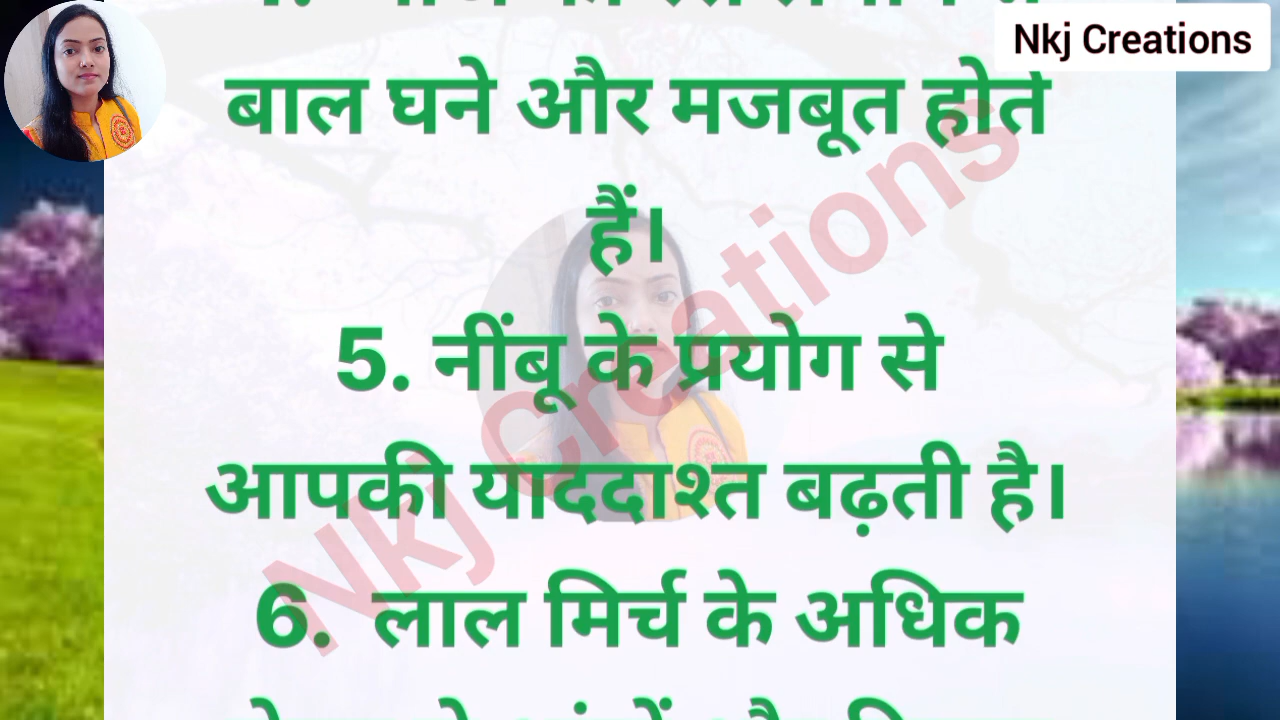 Nkj Creations
बाल घने और मजबूत होते
हैं।
5. नींबू के प्रयोग से
आपकी याददाश्त बढ़ती है।
6. लाल मिर्च के अधिक
Nkj Creations